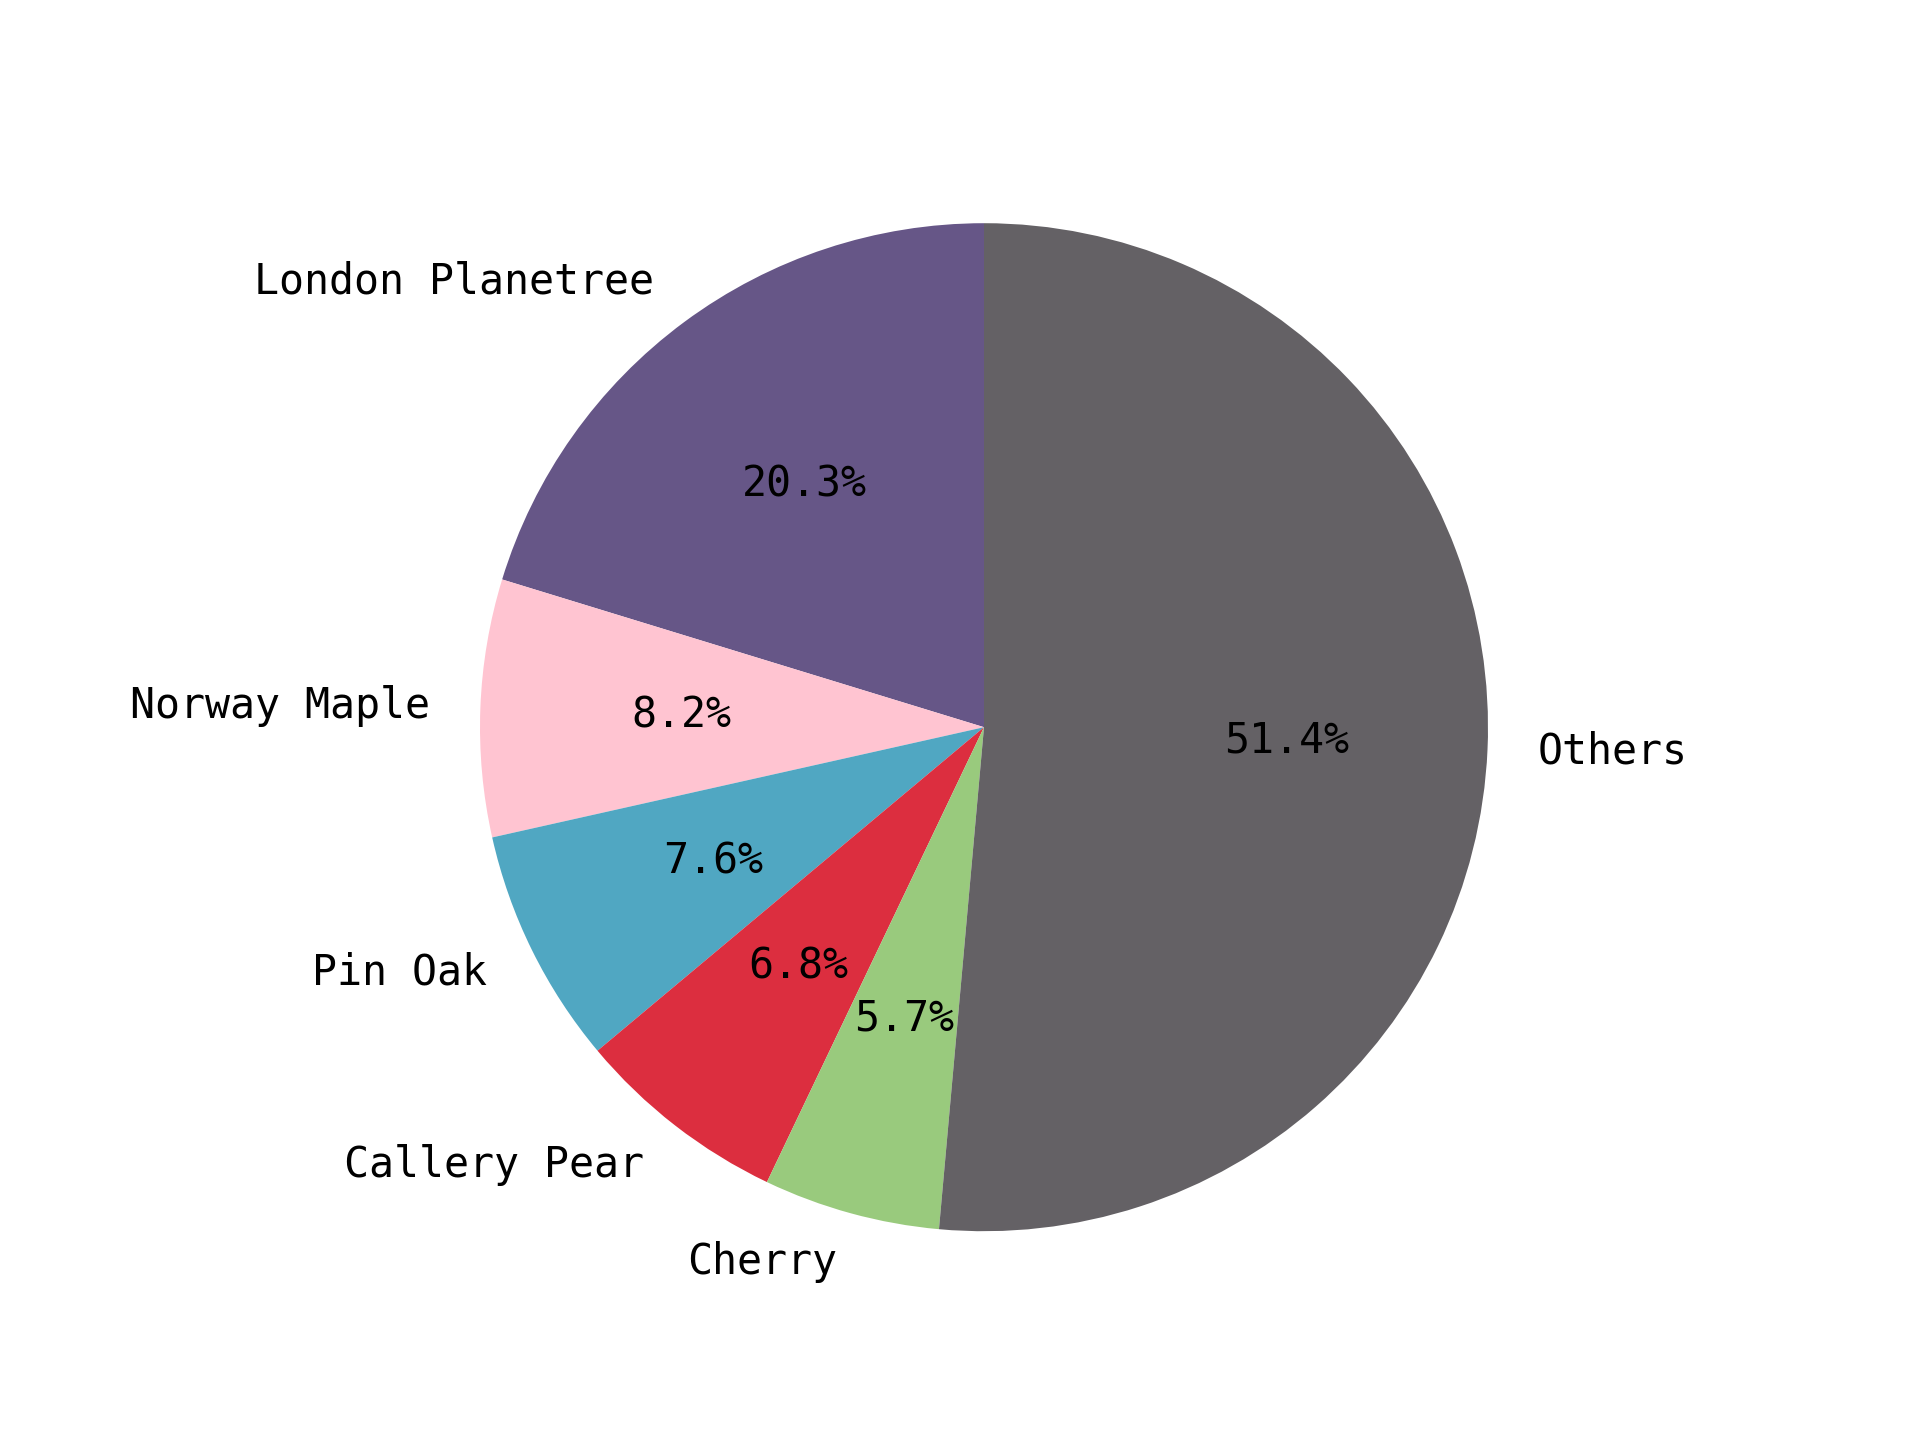 London Planetree
20.3%
Norway Maple
8.2%
51.4%
Others
7.6%
Pin Oak
6.8%
5.7%
Callery Pear
Cherry